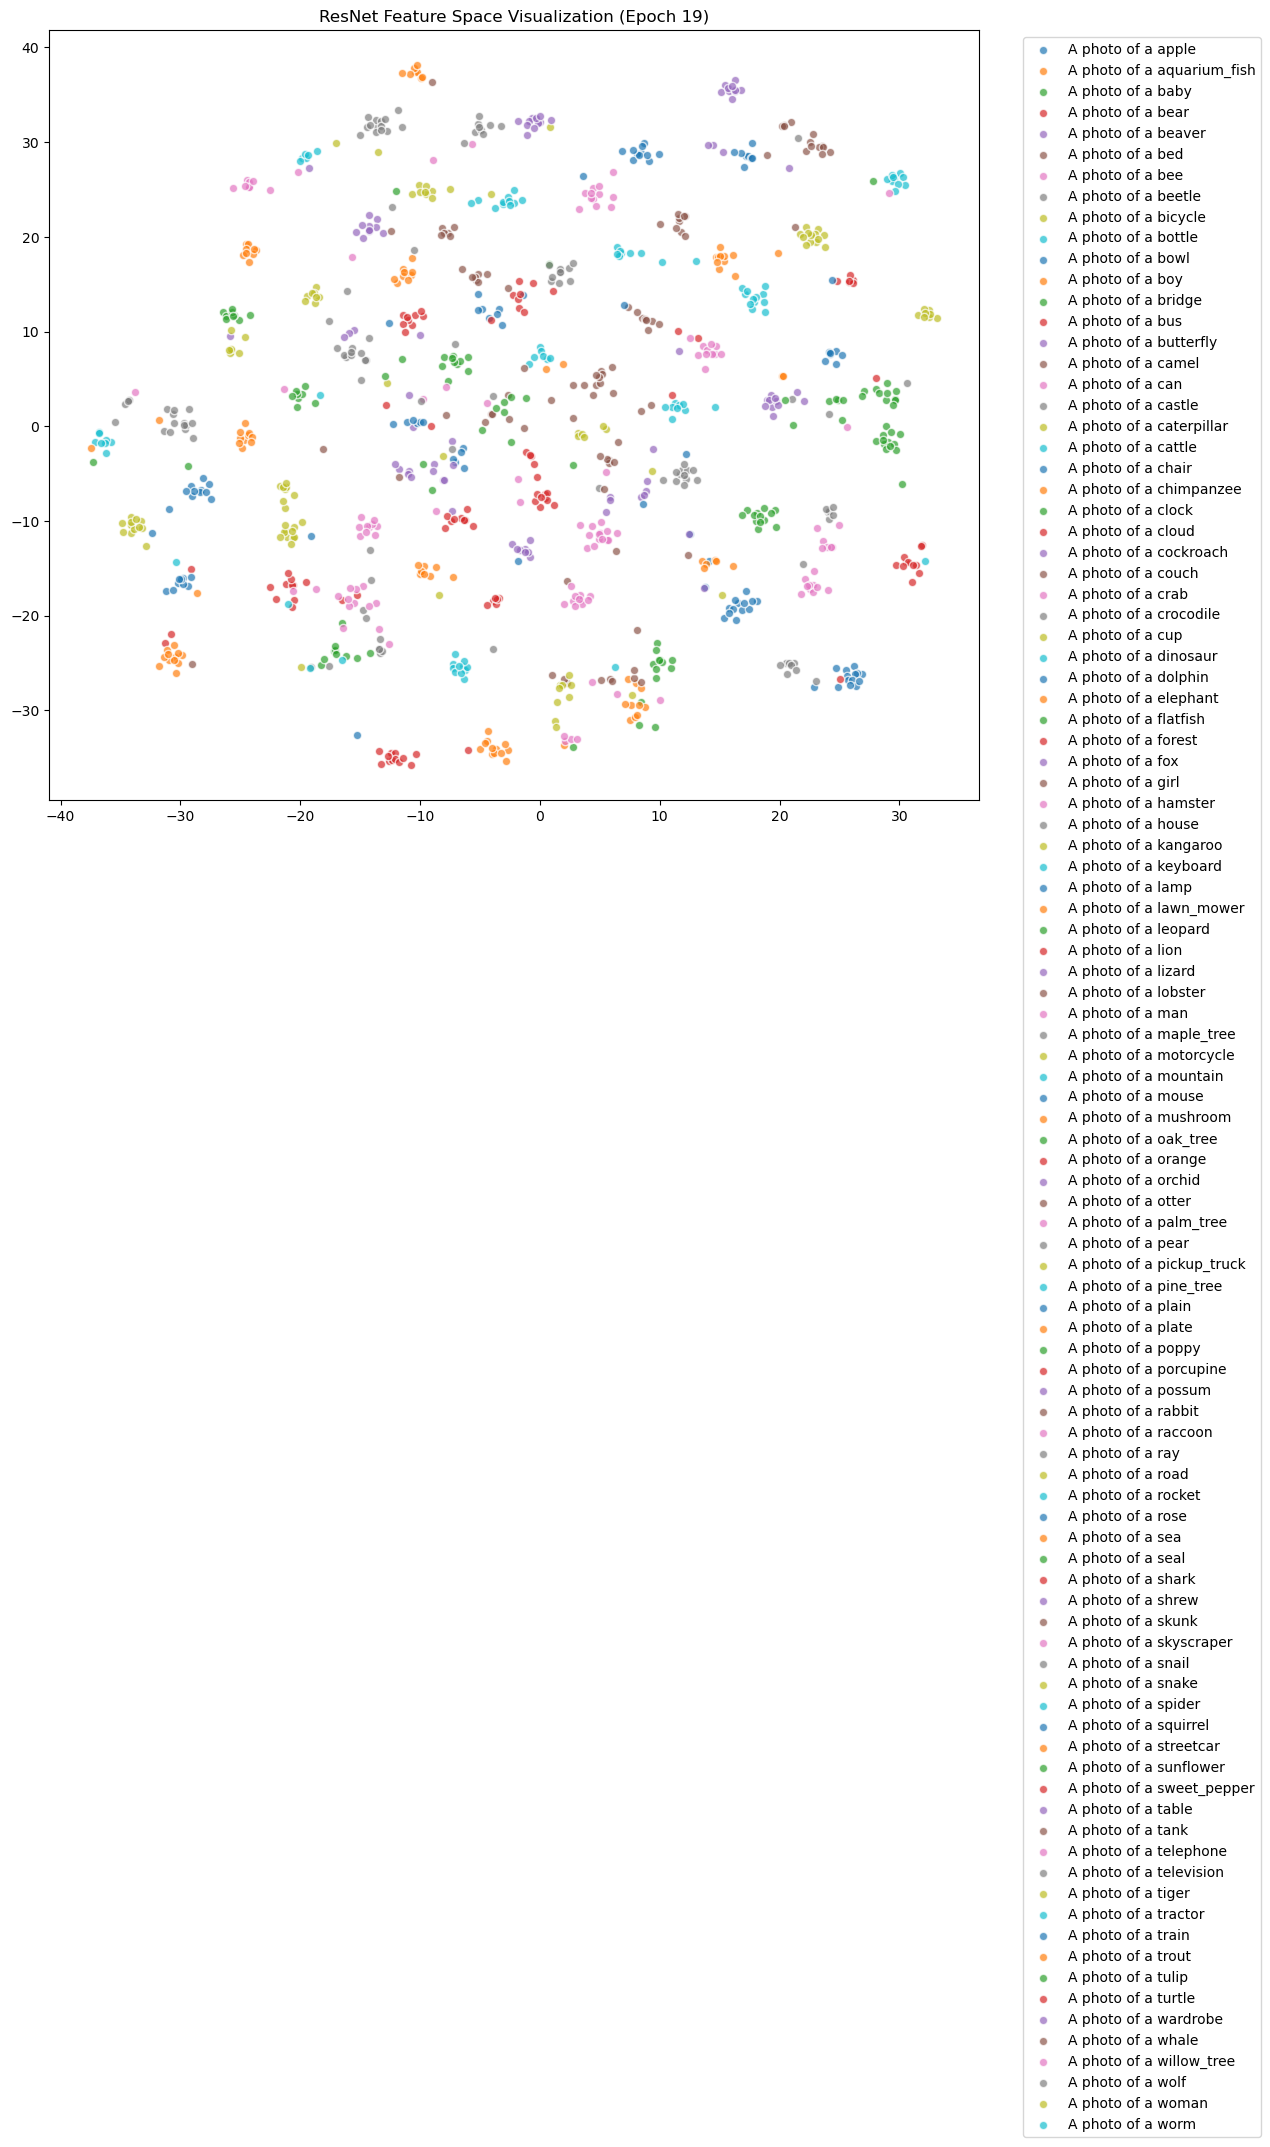 ResNet Feature Space Visualization (Epoch 19)
40
30
20
10
0
−10
−20
−30
−40
−30
−20
−10
0
10
20
30
A photo of a apple
A photo of a aquarium_fish
A photo of a baby
A photo of a bear
A photo of a beaver
A photo of a bed
A photo of a bee
A photo of a beetle
A photo of a bicycle
A photo of a bottle
A photo of a bowl
A photo of a boy
A photo of a bridge
A photo of a bus
A photo of a butterfly
A photo of a camel
A photo of a can
A photo of a castle
A photo of a caterpillar
A photo of a cattle
A photo of a chair
A photo of a chimpanzee
A photo of a clock
A photo of a cloud
A photo of a cockroach
A photo of a couch
A photo of a crab
A photo of a crocodile
A photo of a cup
A photo of a dinosaur
A photo of a dolphin
A photo of a elephant
A photo of a flatfish
A photo of a forest
A photo of a fox
A photo of a girl
A photo of a hamster
A photo of a house
A photo of a kangaroo
A photo of a keyboard
A photo of a lamp
A photo of a lawn_mower
A photo of a leopard
A photo of a lion
A photo of a lizard
A photo of a lobster
A photo of a man
A photo of a maple_tree
A photo of a motorcycle
A photo of a mountain
A photo of a mouse
A photo of a mushroom
A photo of a oak_tree
A photo of a orange
A photo of a orchid
A photo of a otter
A photo of a palm_tree
A photo of a pear
A photo of a pickup_truck
A photo of a pine_tree
A photo of a plain
A photo of a plate
A photo of a poppy
A photo of a porcupine
A photo of a possum
A photo of a rabbit
A photo of a raccoon
A photo of a ray
A photo of a road
A photo of a rocket
A photo of a rose
A photo of a sea
A photo of a seal
A photo of a shark
A photo of a shrew
A photo of a skunk
A photo of a skyscraper
A photo of a snail
A photo of a snake
A photo of a spider
A photo of a squirrel
A photo of a streetcar
A photo of a sunflower
A photo of a sweet_pepper
A photo of a table
A photo of a tank
A photo of a telephone
A photo of a television
A photo of a tiger
A photo of a tractor
A photo of a train
A photo of a trout
A photo of a tulip
A photo of a turtle
A photo of a wardrobe
A photo of a whale
A photo of a willow_tree
A photo of a wolf
A photo of a woman
A photo of a worm